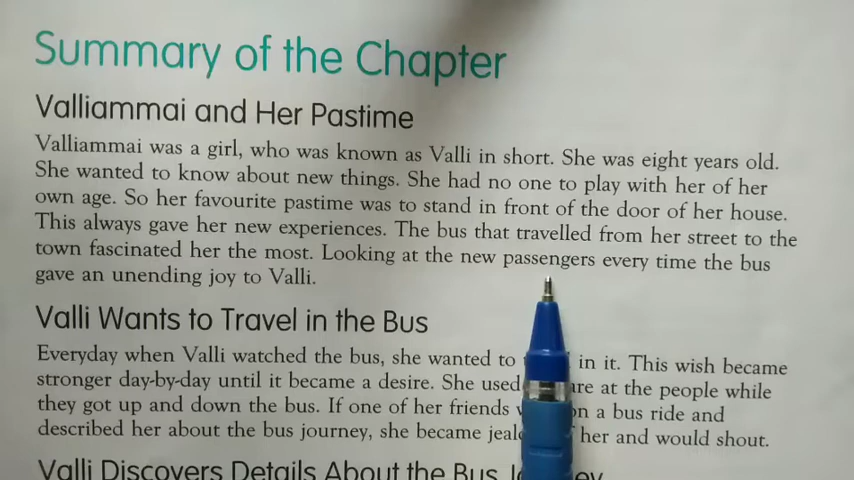 Summary of the Chapter
Valliammai and Her Pastime
Valliammai was a girl, who was known as Valli in short. She was eight years old.
She wanted to know about new things. She had no one to play with her of her
own age. So her favourite pastime was to stand in front of the door of her house.
This always gave her new experiences. The bus that travelled from her street to the
town fascinated her the most. Looking at the new passengers every time the bus
gave an unending joy to Valli.
Valli Wants to Travel in the Bus
Everyday when Valli watched the bus, she wanted to in it. This wish became
stronger day-by-day until it became a desire. She used at the people while
they got up and down the bus. If one of her friends a bus ride and
described her about the bus journey, she became her and would shout.
Valli Discovers Details About the Bus